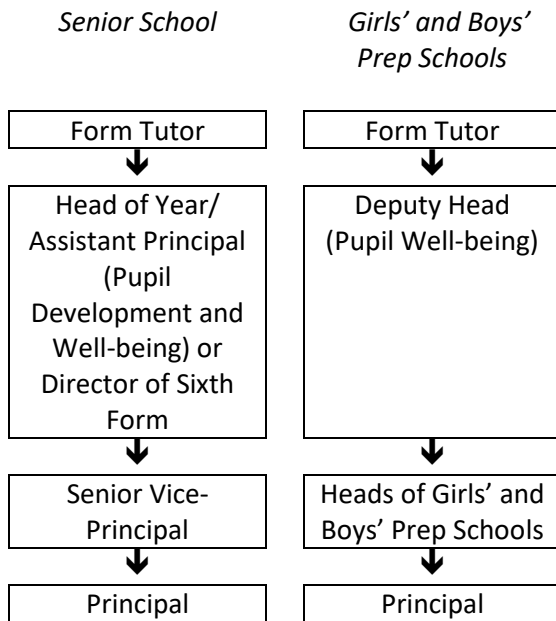 Senior School
Girls’ and Boys’
Prep Schools
Form Tutor
Form Tutor
Head of Year/
Assistant Principal
(Pupil
Development and
Well-being) or
Director of Sixth
Form
Deputy Head
(Pupil Well-being)
Senior Vice-
Principal
Heads of Girls’ and
Boys’ Prep Schools
Principal
Principal